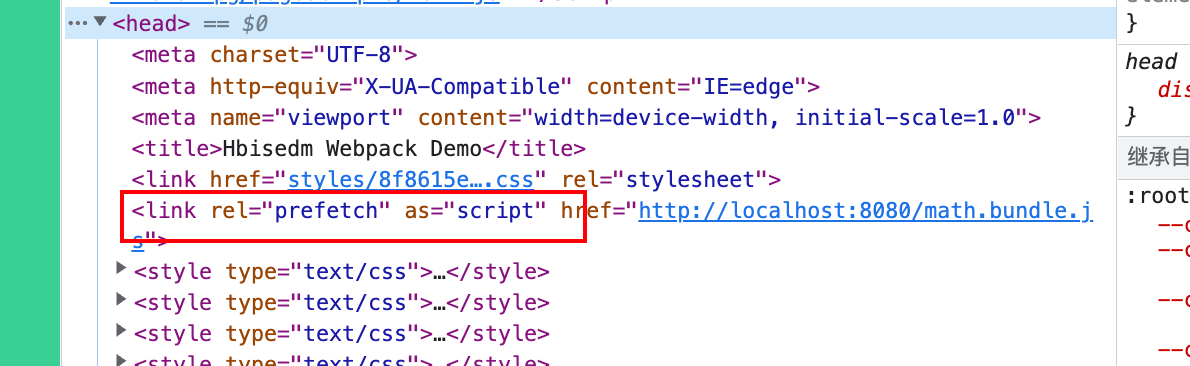 <head> == $0
<meta charset="UTF-8">
<meta http-equiv="X-UA-Compatible" content="IE=edge">
<meta name="viewport" content="width=device-width, initial-scale=1.0">
<title>Hbisedm Webpack Demo</title>
<link href="styles/8f8615e….css" rel="stylesheet">
<link rel="prefetch" as="script" href="http://localhost:8080/math.bundle.j
s">
<style type="text/css">…</style>
<style type="text/css">…</style>
<style type="text/css">…</style>
<style type="text/css">…</style>
}
head
dis
}
继承自
:root